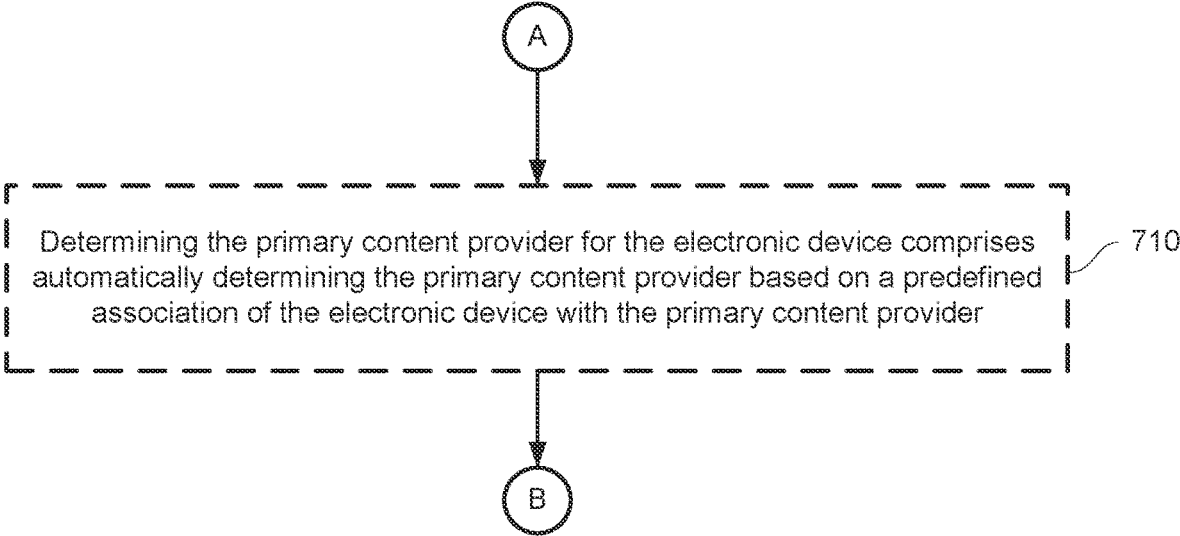 A
Determining the primary content provider for the electronic device comprises
automatically determining the primary content provider based on a predefined
association of the electronic device with the primary content provider
710
B